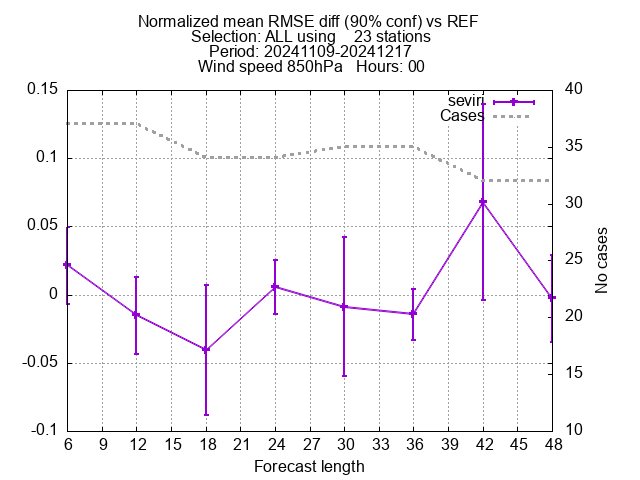 Normalized mean RMSE diff (90% conf) vs REF
Selection: ALL using    23 stations
Period: 20241109-20241217
Wind speed 850hPa   Hours: 00
seviri
Cases
0.15
0.1
0.05
0
-0.05
-0.1
40
35
30
25
20
15
10
No cases
6 9 12 15 18 21 24 27 30 33 36 39 42 45 48
Forecast length